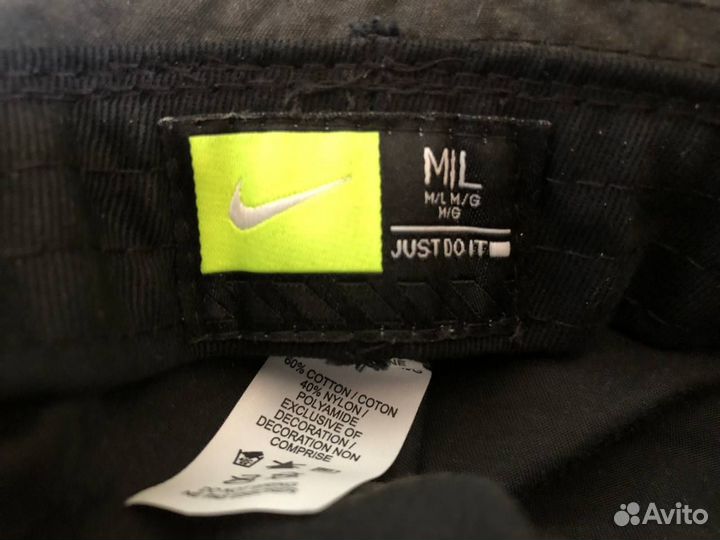 M|L
M/L M/G
M/G
JUST DO IT
60% COTTON / COTON
40% NYLON /
POLYAMIDE
EXCLUSIVE OF
DECORATION /
DECORATION NON
COMPRISE
Avito